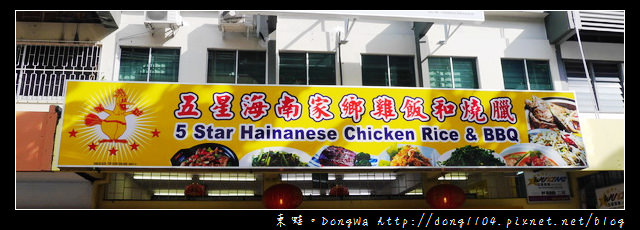 五星海南家鄉雞飯和燒臘
5 Star Hainanese Chicken Rice & BBQ
東畦。DongWa http://dong1104.pixnet.net/blog